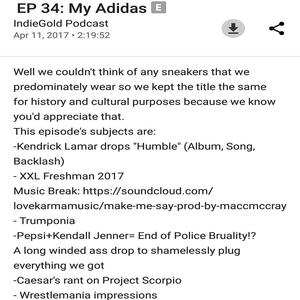 EP 34: My Adidas E
IndieGold Podcast
Apr 11, 2017 • 2:19:52
Well we couldn't think of any sneakers that we
predominately wear so we kept the title the same
for history and cultural purposes because we know
you'd appreciate that.
This episode's subjects are:
-Kendrick Lamar drops "Humble" (Album, Song,
Backlash)
- XXL Freshman 2017
Music Break: https://soundcloud.com/
lovekarmamusic/make-me-say-prod-by-maccmccray
- Trumponia
-Pepsi+Kendall Jenner= End of Police Bruality!?
A long winded ass drop to shamelessly plug
everything we got
-Caesar's rant on Project Scorpio
- Wrestlemania impressions